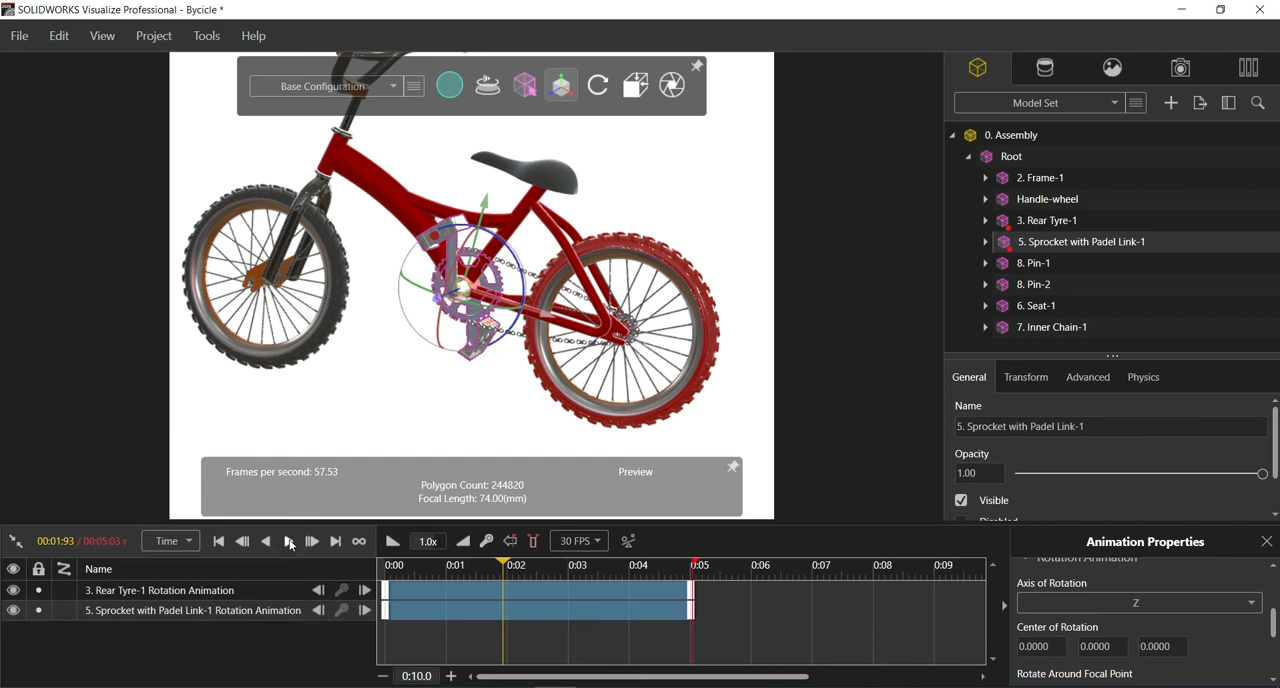 SOLIDWORKS Visualize Professional - Bycicle *
File Edit View Project Tools Help
Base Configuration
Model Set
0. Assembly
Root
2. Frame-1
Handle-wheel
3. Rear Tyre-1
5. Sprocket with Padel Link-1
8. Pin-1
8. Pin-2
6. Seat-1
7. Inner Chain-1
General Transform Advanced Physics
Name
5. Sprocket with Padel Link-1
Opacity
1.00
Visible
Frames per second: 57.53 Preview
Polygon Count: 244820
Focal Length: 74.00(mm)
00:01:93 / 00:05:03 Time 1.0x 30 FPS
Animation Properties
Name 0:00 0:01 0:02 0:03 0:04 0:05 0:06 0:07 0:08 0:09
Rotation Animation
3. Rear Tyre-1 Rotation Animation
5. Sprocket with Padel Link-1 Rotation Animation
Axis of Rotation
Z
Center of Rotation
0.0000 0.0000 0.0000
Rotate Around Focal Point
0:10.0